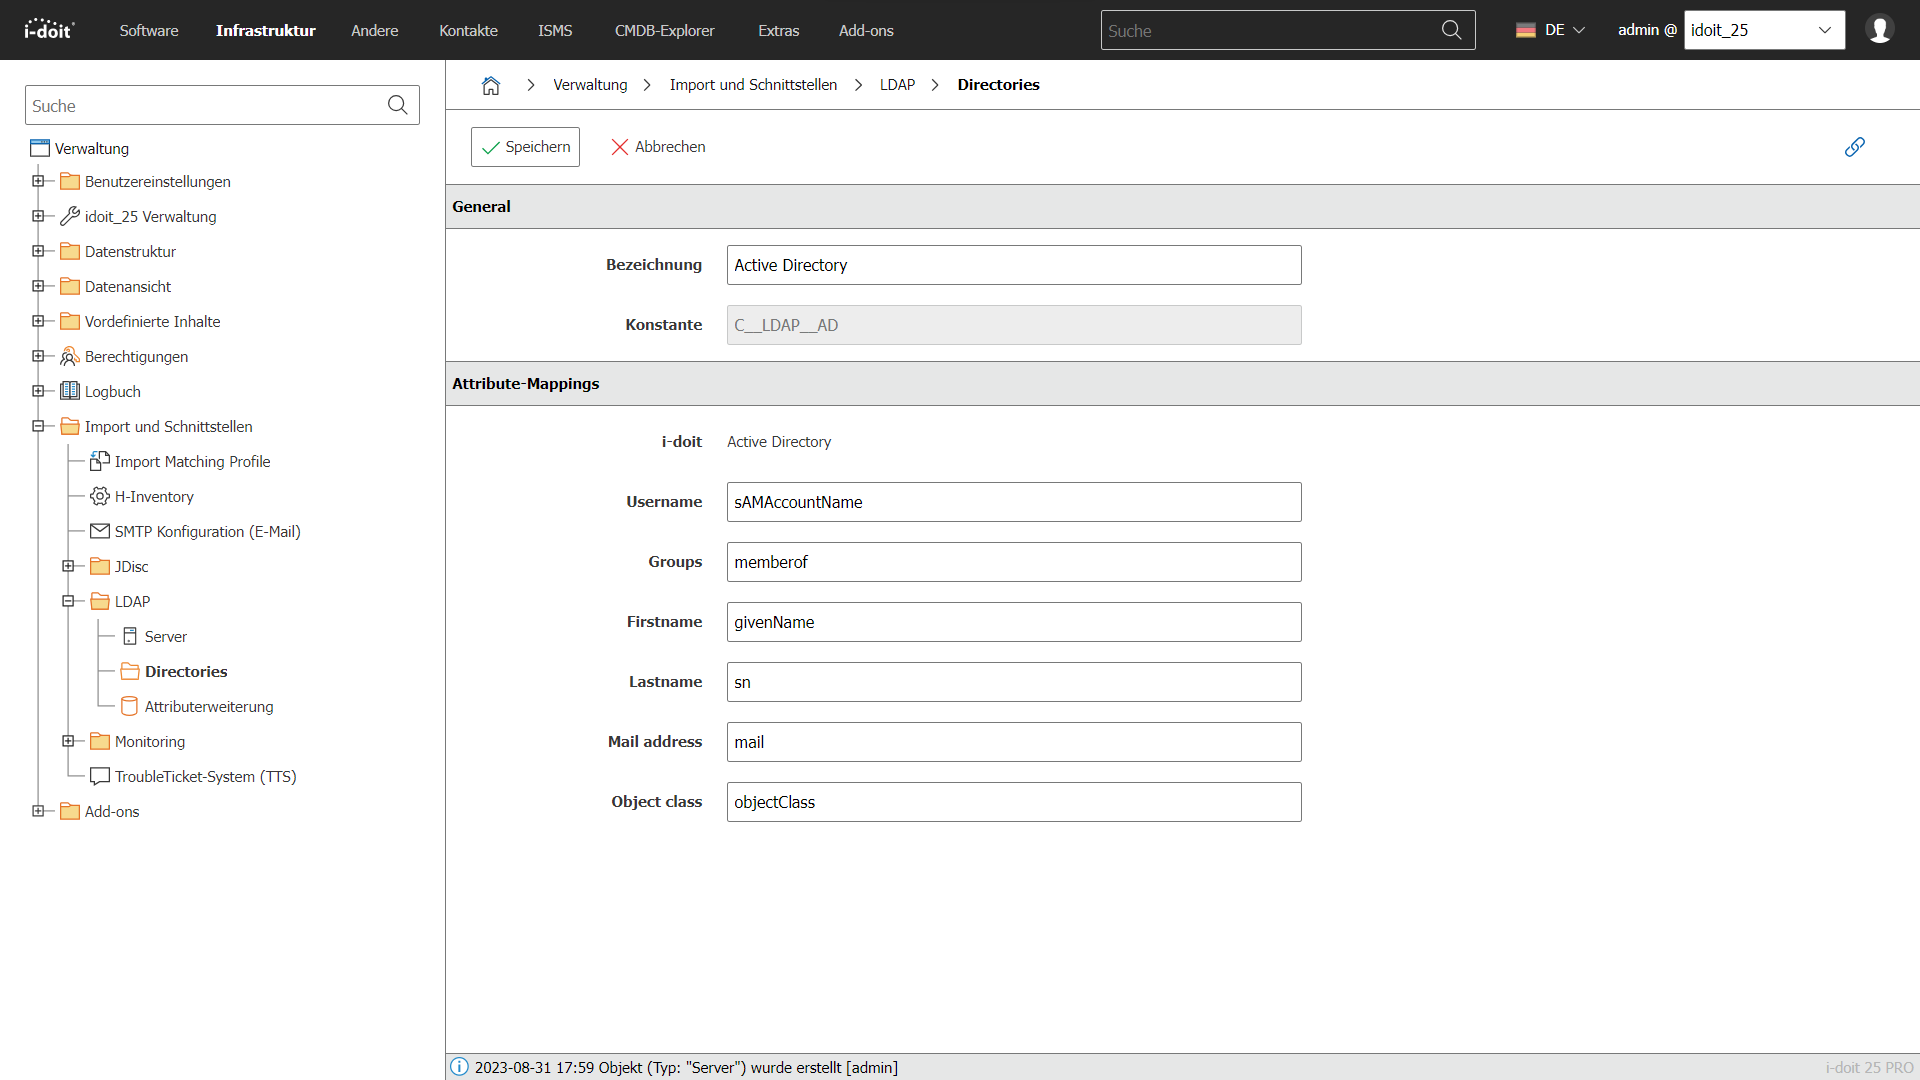 i-doit
Software
Infrastruktur
Andere
Kontakte
ISMS
CMDB-Explorer
Extras
Add-ons
Suche
DE
admin @
idoit_25
Suche
Verwaltung
Benutzereinstellungen
idoit_25 Verwaltung
Datenstruktur
Datenansicht
Vordefinierte Inhalte
Berechtigungen
Logbuch
Import und Schnittstellen
Import Matching Profile
H-Inventory
SMTP Konfiguration (E-Mail)
JDisc
LDAP
Server
Directories
Attributerweiterung
Monitoring
TroubleTicket-System (TTS)
Add-ons
Verwaltung > Import und Schnittstellen > LDAP > Directories
Speichern
Abbrechen
General
Bezeichnung
Active Directory
Konstante
C__LDAP__AD
Attribute-Mappings
i-doit
Active Directory
Username
sAMAccountName
Groups
memberof
Firstname
givenName
Lastname
sn
Mail address
mail
Object class
objectClass
2023-08-31 17:59 Objekt (Typ: "Server") wurde erstellt [admin]
i-doit 25 PRO